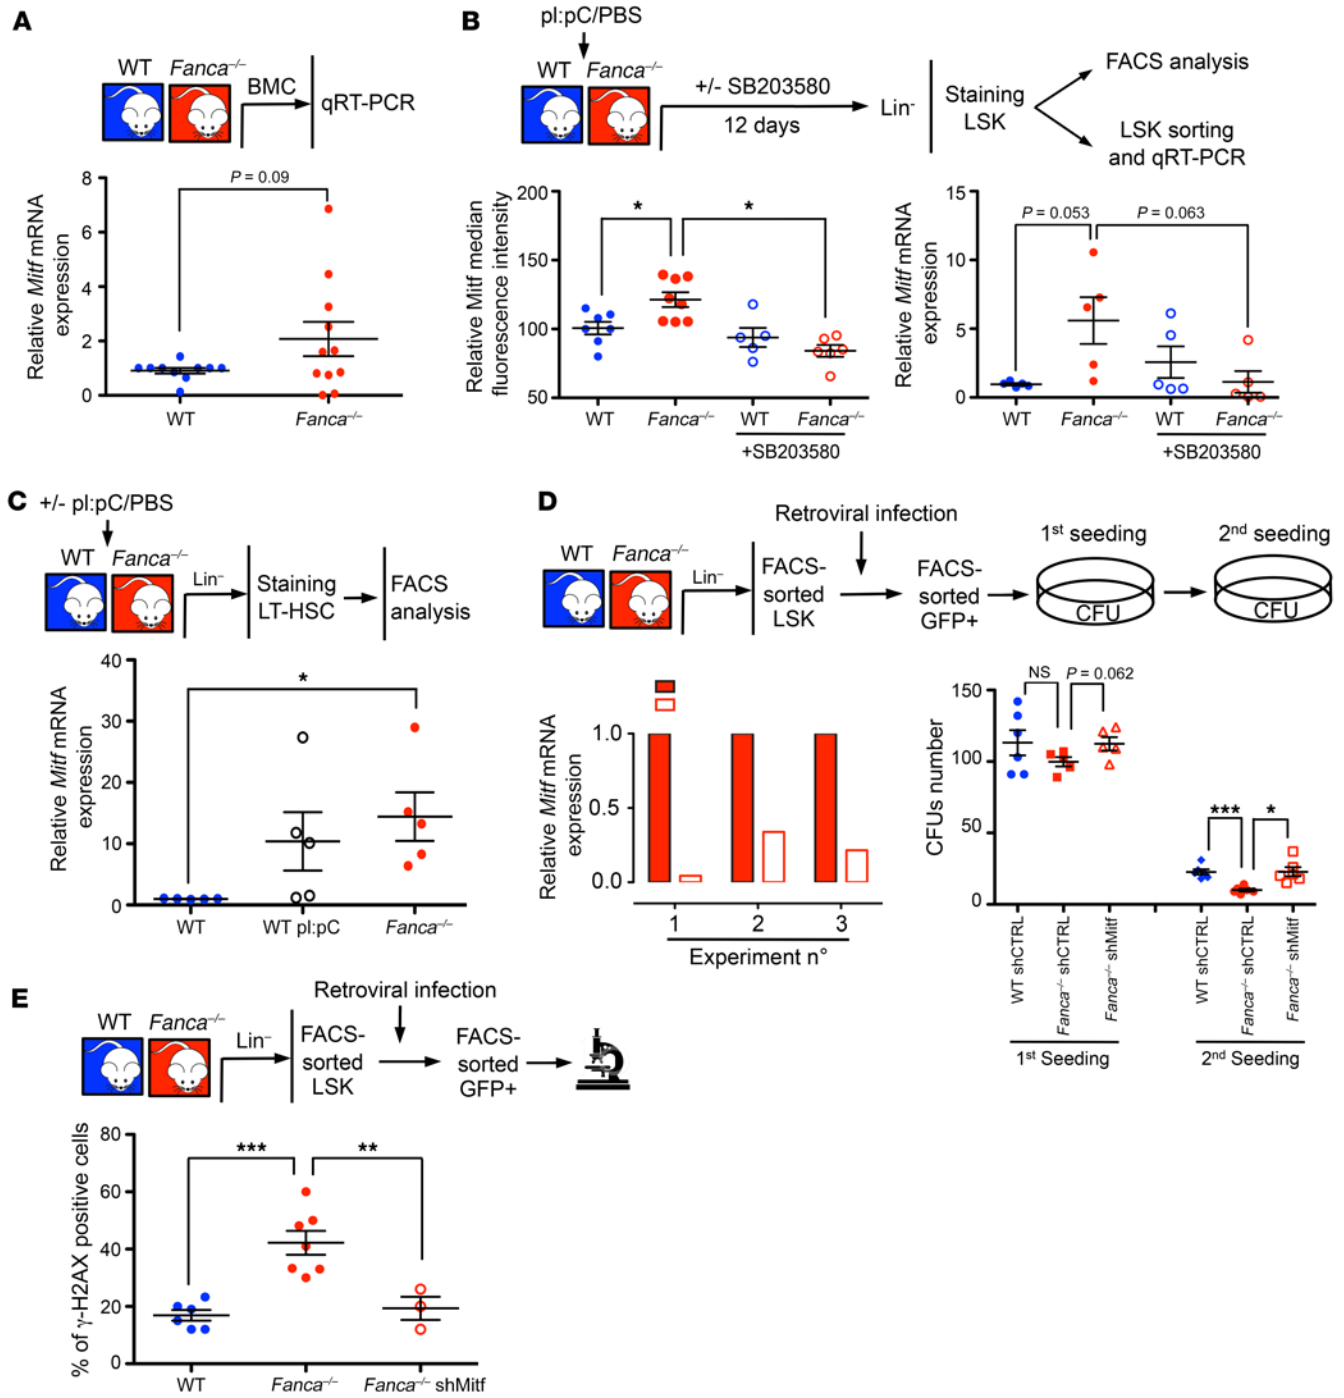 A
WT Fanca–/–
BMC
qRT-PCR
P = 0.09
Relative Mitf mRNA
expression
8
6
4
2
0
WT
Fanca–/–
B
pI:pC/PBS
WT Fanca–/–
+/- SB203580
12 days
Lin-
Staining
LSK
FACS analysis
LSK sorting
and qRT-PCR
Relative Mitf median
fluorescence intensity
200
150
100
50
*
*
WT
Fanca–/–
WT
Fanca–/–
+SB203580
Relative Mitf mRNA
expression
15
10
5
0
P = 0.053
P = 0.063
WT
Fanca–/–
WT
Fanca–/–
+SB203580
C
+/- pI:pC/PBS
WT Fanca–/–
Lin–
Staining
LT-HSC
FACS
analysis
Relative Mitf mRNA
expression
40
30
20
10
0
*
WT
WT pI:pC
Fanca–/–
D
Retroviral infection
WT Fanca–/–
Lin–
FACS-
sorted
LSK
FACS-
sorted
GFP+
1st seeding
CFU
2nd seeding
CFU
Relative Mitf mRNA
expression
1.0
0.5
0.0
1
2
3
Experiment n°
CFUs number
150
100
50
0
NS
P = 0.062
***
*
WT shCTRL
Fanca–/– shCTRL
Fanca–/– shMitf
WT shCTRL
Fanca–/– shCTRL
Fanca–/– shMitf
1st Seeding
2nd Seeding
E
Retroviral infection
WT Fanca–/–
Lin–
FACS-
sorted
LSK
FACS-
sorted
GFP+
% of γ-H2AX positive cells
80
60
40
20
0
***
**
WT
Fanca–/–
Fanca–/– shMitf